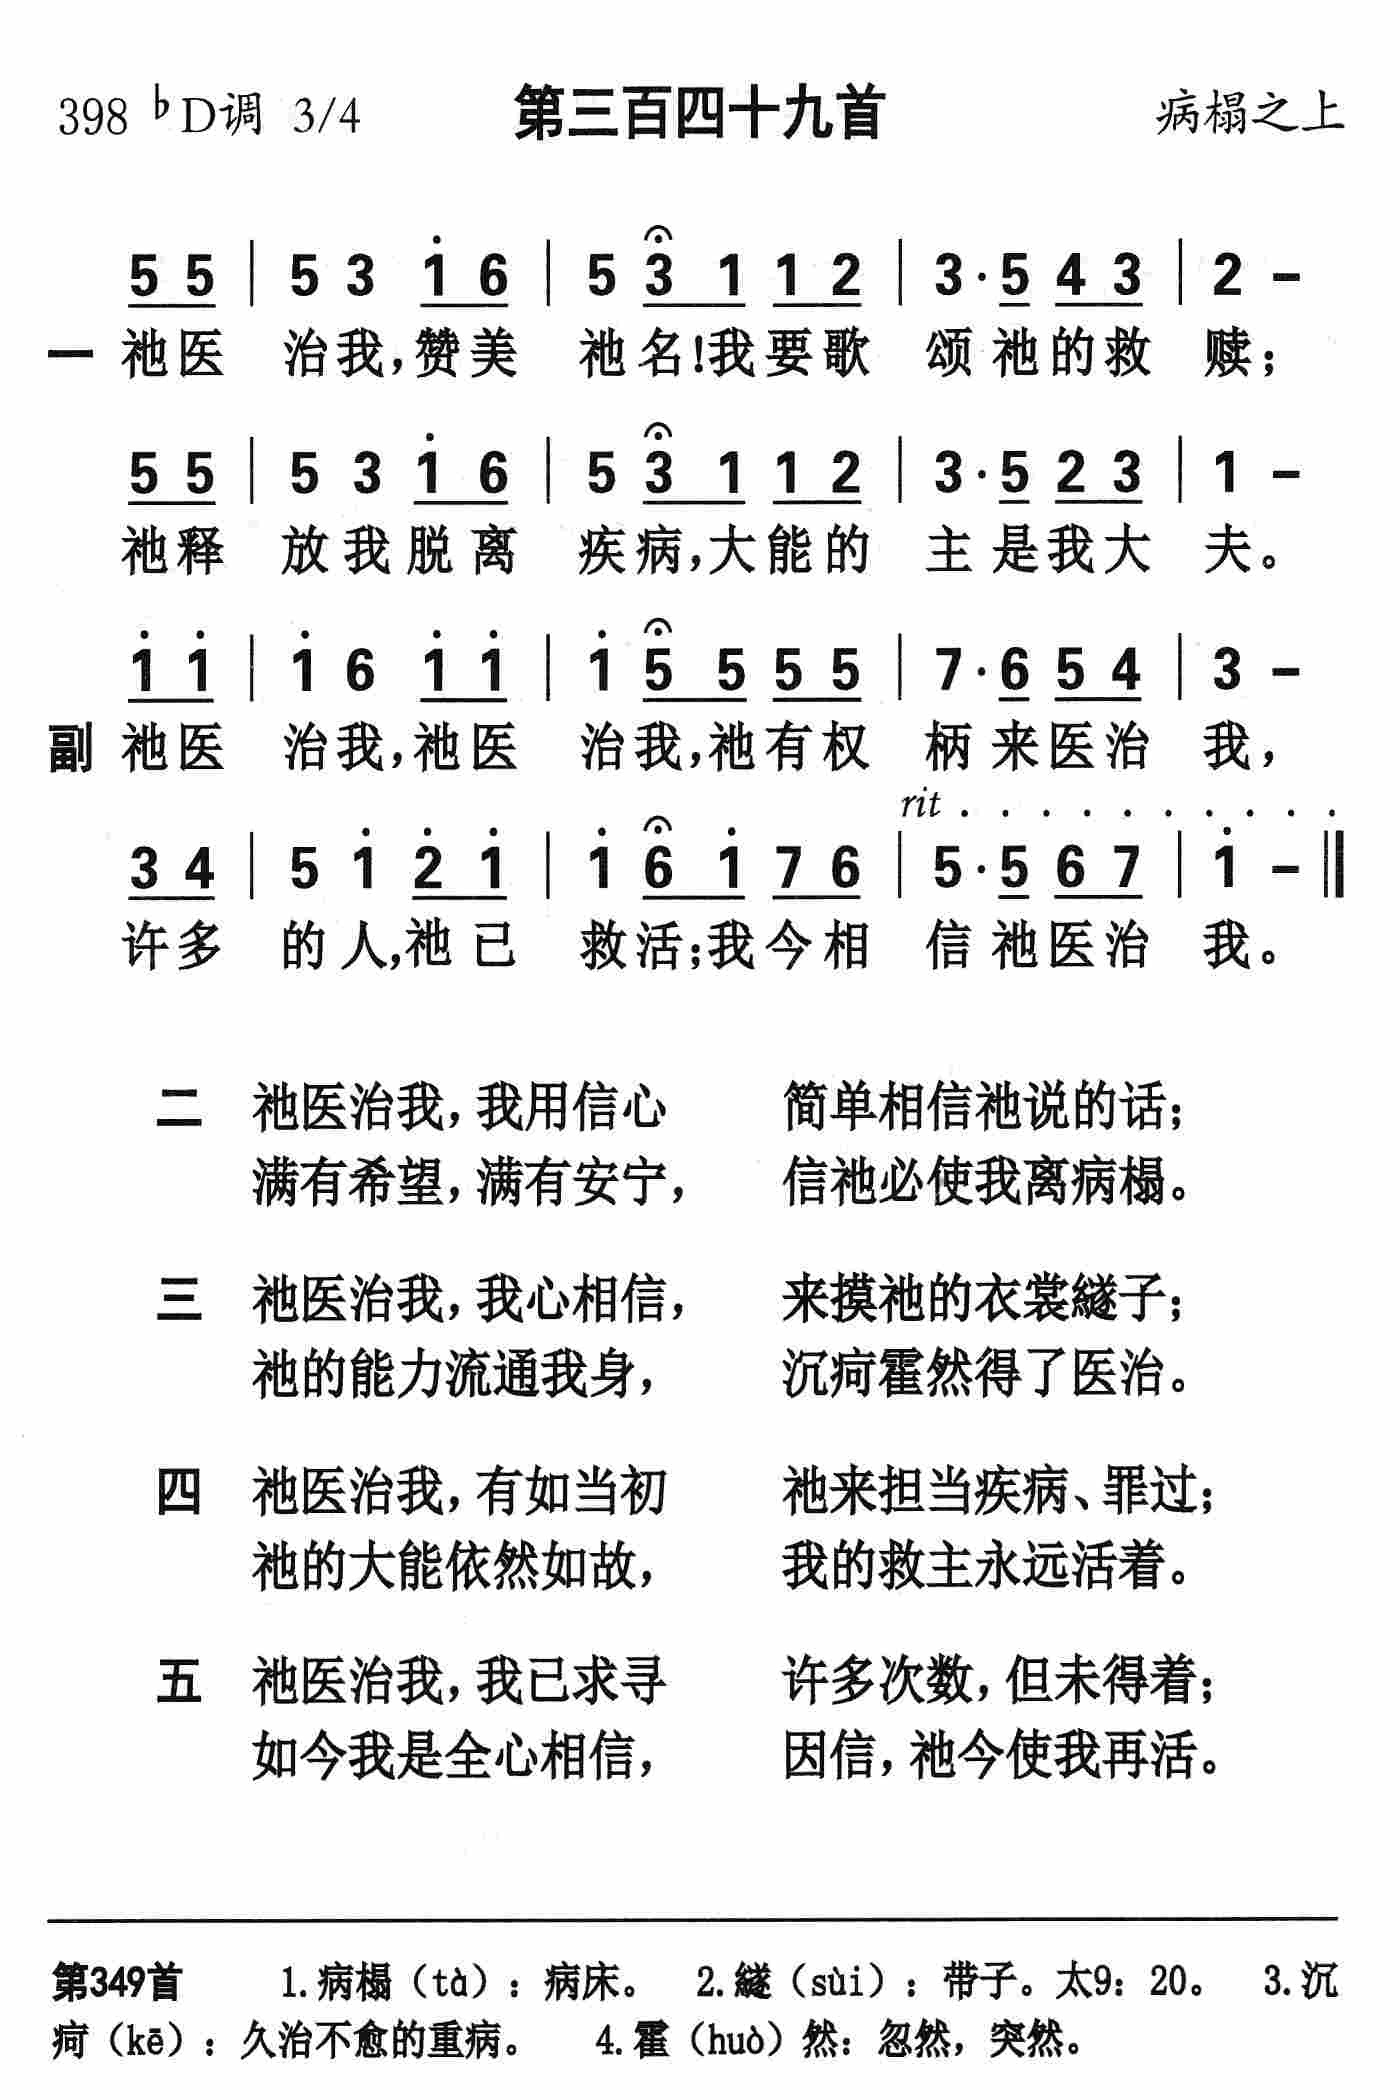 398 ♭D调 3/4 第三百四十九首 病榻之上
5 5 | 5 3 1̇ 6 | 5 3 1 1 2 | 3· 5 4 3 | 2 –
一 祂医 治我，赞美 祂名！我要歌 颂祂的救 赎；
5 5 | 5 3 1̇ 6 | 5 3 1 1 2 | 3· 5 2 3 | 1 –
祂释 放我脱离 疾病，大能的 主是我大 夫。
1̇ 1̇ | 1̇ 6 1̇ 1̇ | 1̇ 5 5 5 5 | 7· 6 5 4 | 3 –
副 祂医 治我，祂医 治我，祂有权 柄来医治 我，
rit . . . . . . . . . .
3 4 | 5 1̇ 2̇ 1̇ | 1̇ 6 1̇ 7 6 | 5· 5 6 7 | 1̇ – ‖
许多 的人，祂已 救活；我今相 信祂医治 我。
二 祂医治我，我用信心 简单相信祂说的话；
满有希望，满有安宁， 信祂必使我离病榻。
三 祂医治我，我心相信， 来摸祂的衣裳繸子；
祂的能力流通我身， 沉疴霍然得了医治。
四 祂医治我，有如当初 祂来担当疾病、罪过；
祂的大能依然如故， 我的救主永远活着。
五 祂医治我，我已求寻 许多次数，但未得着；
如今我是全心相信， 因信，祂今使我再活。
第349首 1.病榻（tà）：病床。 2.繸（sùi）：带子。太9：20。 3.沉
疴（kē）：久治不愈的重病。 4.霍（huò）然：忽然，突然。